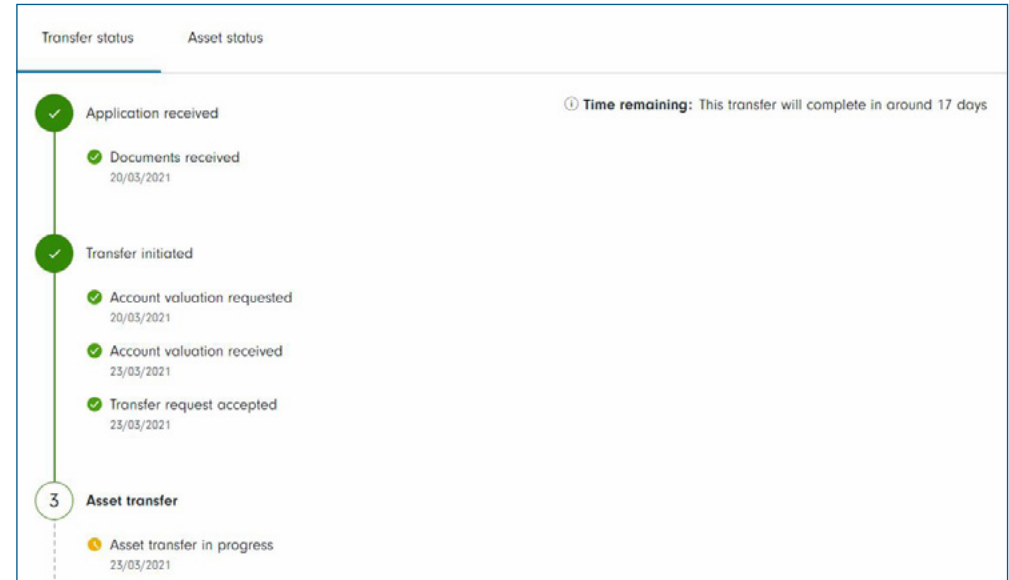 Transfer status
Asset status
Application received
Time remaining: This transfer will complete in around 17 days
Documents received
20/03/2021
Transfer initiated
Account valuation requested
20/03/2021
Account valuation received
23/03/2021
Transfer request accepted
23/03/2021
3
Asset transfer
Asset transfer in progress
23/03/2021